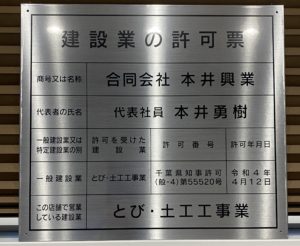 建設業の許可票
商号又は名称 合同会社 本井興業
代表者の氏名 代表社員 本井勇樹
一般建設業又は特定建設業の別 許可を受けた建設業 許可番号 許可年月日
一般建設業 とび・土工工事業 千葉県知事許可(般-4)第55520号 令和4年4月12日
この店舗で営業している建設業 とび・土工工事業